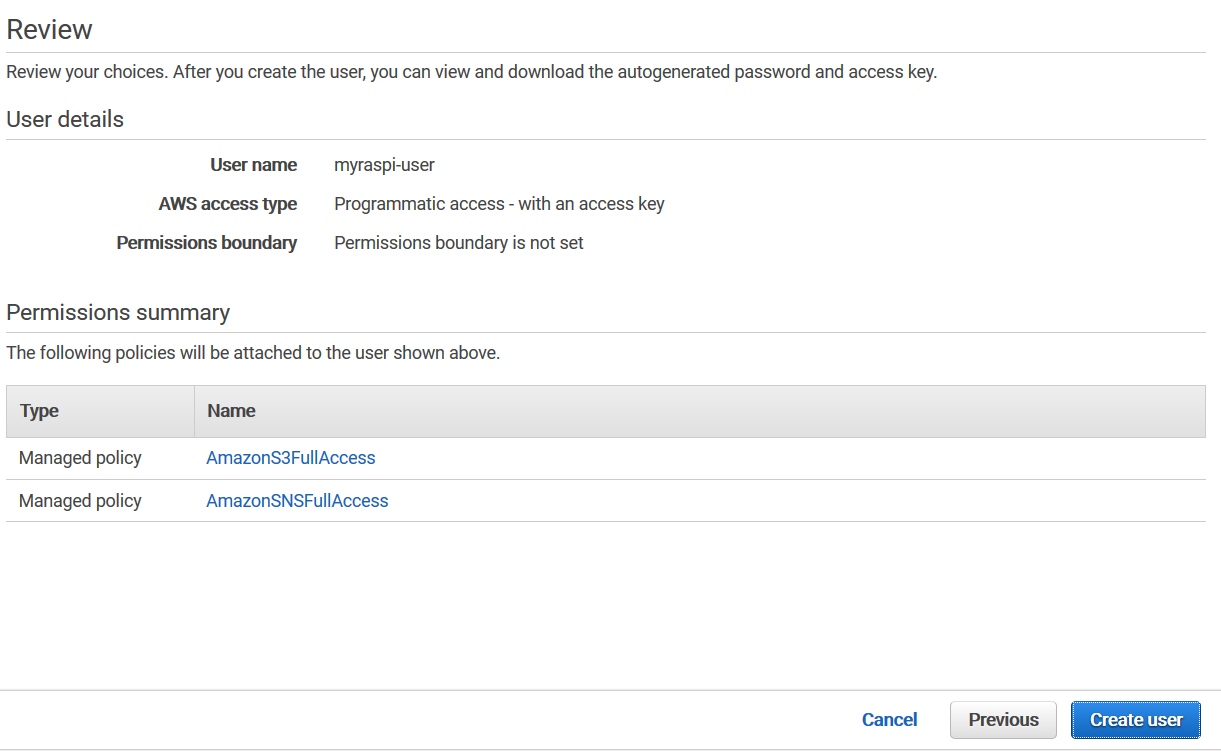 Review
Review your choices. After you create the user, you can view and download the autogenerated password and access key.
User details
User name myraspi-user
AWS access type Programmatic access - with an access key
Permissions boundary Permissions boundary is not set
Permissions summary
The following policies will be attached to the user shown above.
Type Name
Managed policy AmazonS3FullAccess
Managed policy AmazonSNSFullAccess
Cancel Previous Create user